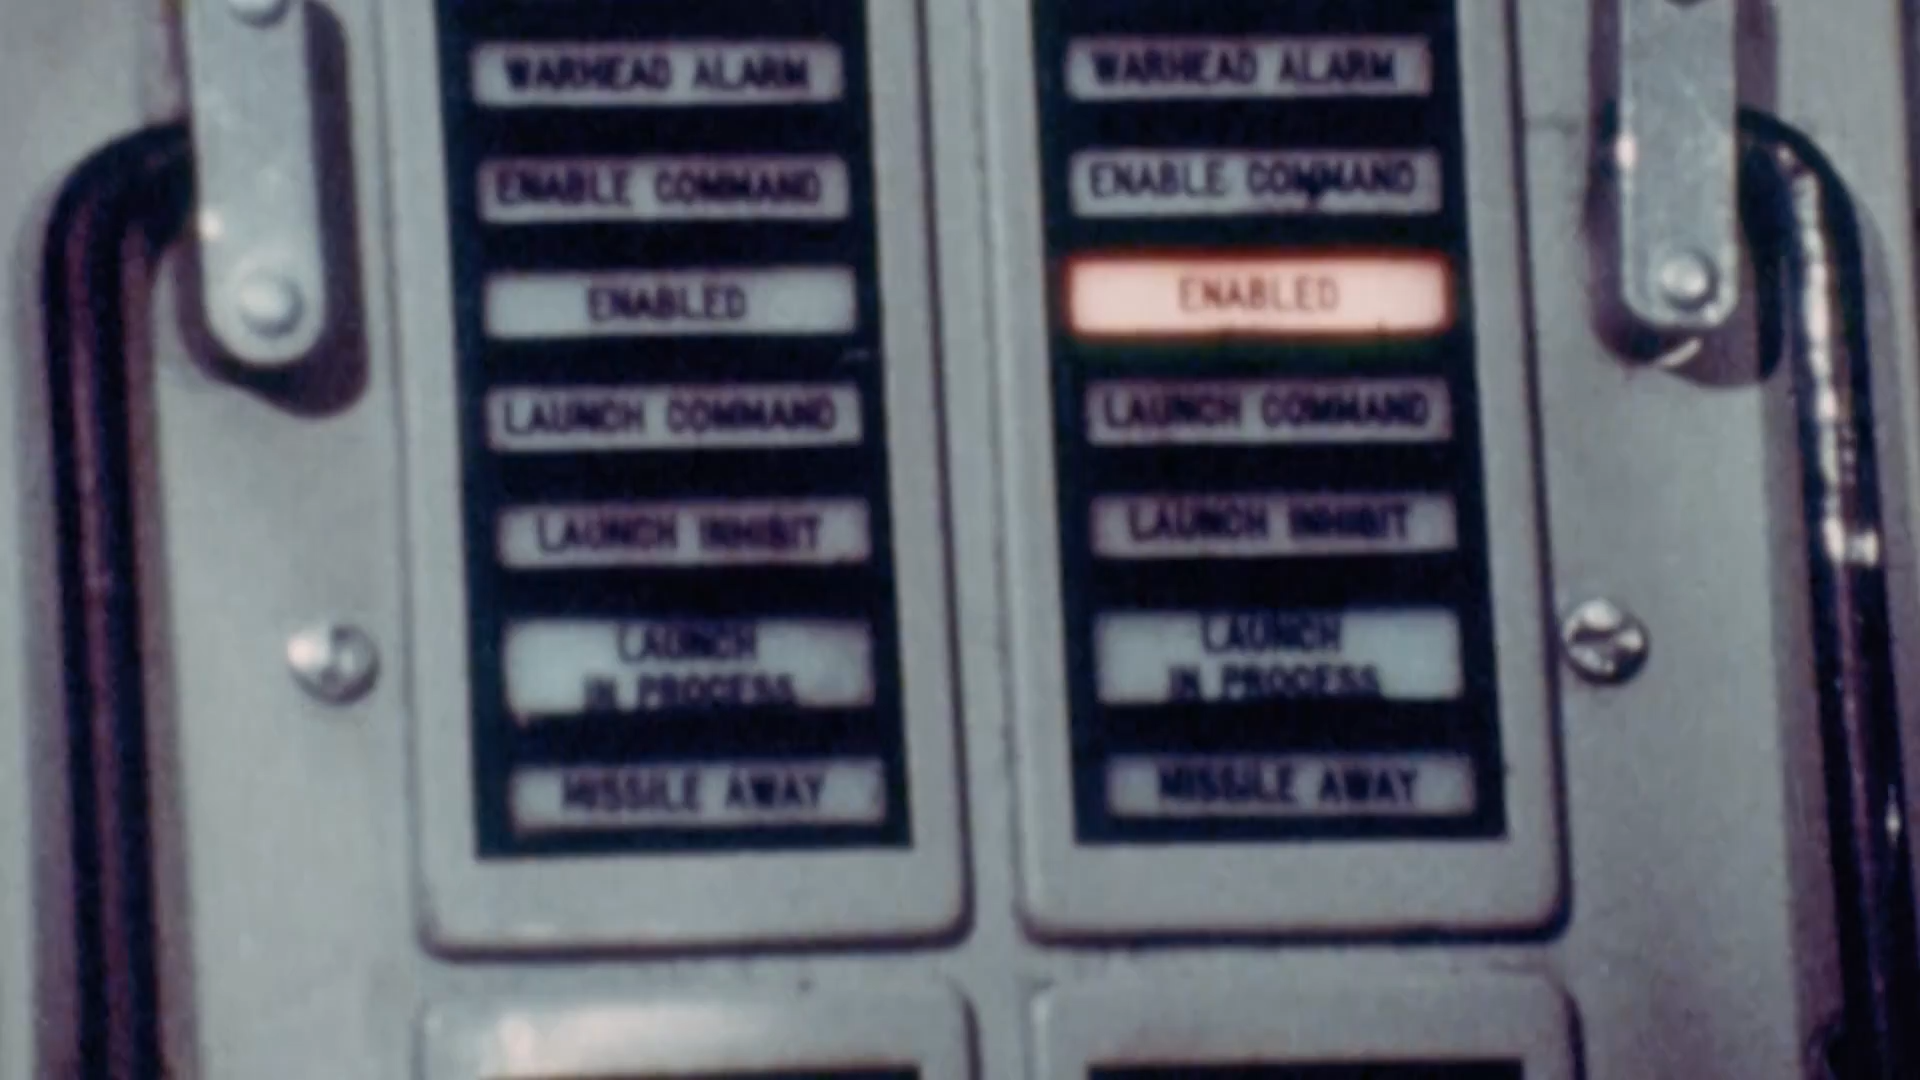 WARHEAD ALARM
ENABLE COMMAND
ENABLED
LAUNCH COMMAND
LAUNCH INHIBIT
LAUNCH
IN PROCESS
MISSILE AWAY
WARHEAD ALARM
ENABLE COMMAND
ENABLED
LAUNCH COMMAND
LAUNCH INHIBIT
LAUNCH
IN PROCESS
MISSILE AWAY